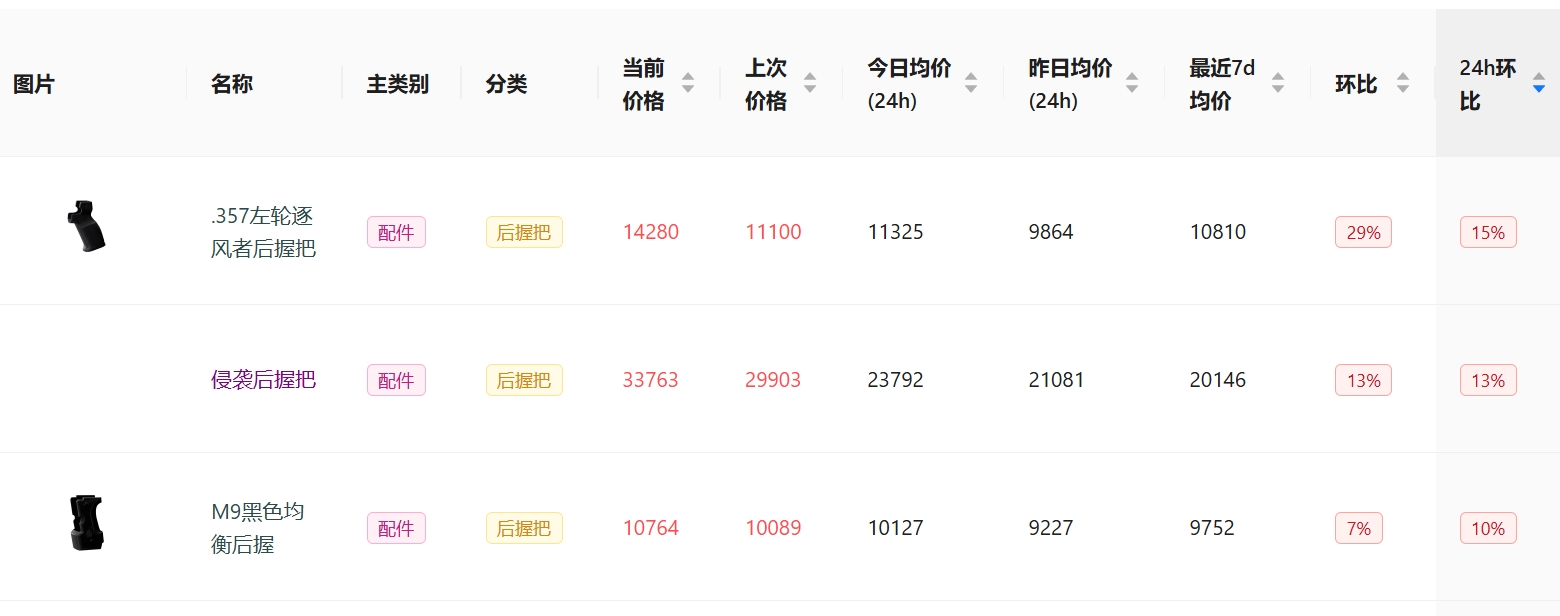 图片 名称 主类别 分类 当前价格 上次价格 今日均价(24h) 昨日均价(24h) 最近7d均价 环比 24h环比
.357左轮逐风者后握把 配件 后握把 14280 11100 11325 9864 10810 29% 15%
侵袭后握把 配件 后握把 33763 29903 23792 21081 20146 13% 13%
M9黑色均衡后握 配件 后握把 10764 10089 10127 9227 9752 7% 10%